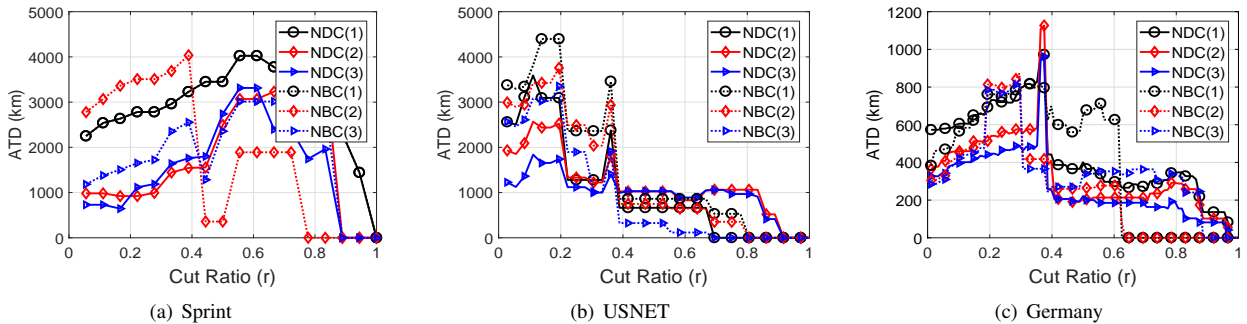 5000
4000
3000
2000
1000
0
ATD (km)
0 0.2 0.4 0.6 0.8 1
Cut Ratio (r)
NDC(1)
NDC(2)
NDC(3)
NBC(1)
NBC(2)
NBC(3)
(a) Sprint
5000
4000
3000
2000
1000
0
ATD (km)
0 0.2 0.4 0.6 0.8 1
Cut Ratio (r)
NDC(1)
NDC(2)
NDC(3)
NBC(1)
NBC(2)
NBC(3)
(b) USNET
1200
1000
800
600
400
200
0
ATD (km)
0 0.2 0.4 0.6 0.8 1
Cut Ratio (r)
NDC(1)
NDC(2)
NDC(3)
NBC(1)
NBC(2)
NBC(3)
(c) Germany